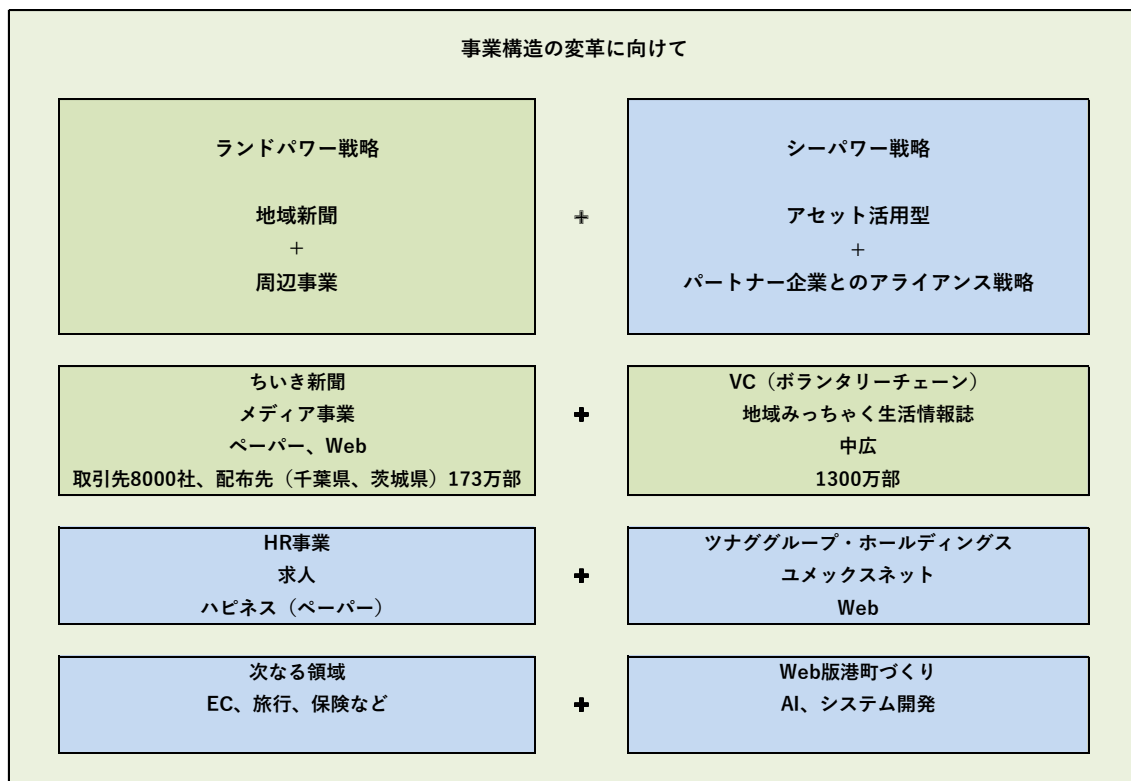 事業構造の変革に向けて
ランドパワー戦略
地域新聞
＋
周辺事業
+
シーパワー戦略
アセット活用型
＋
パートナー企業とのアライアンス戦略
ちいき新聞
メディア事業
ペーパー、Web
取引先8000社、配布先（千葉県、茨城県）173万部
+
VC（ボランタリーチェーン）
地域みっちゃく生活情報誌
中広
1300万部
HR事業
求人
ハピネス（ペーパー）
+
ツナググループ・ホールディングス
ユメックスネット
Web
次なる領域
EC、旅行、保険など
+
Web版港町づくり
AI、システム開発